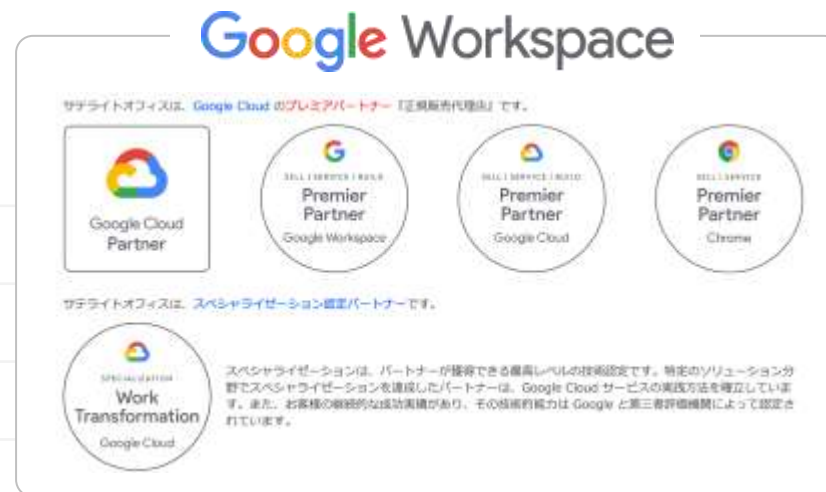 Google Workspace
サテライトオフィスは、Google Cloud のプレミアパートナー『正規販売代理店』です。
Google Cloud
Partner
SELL | SERVICE | BUILD
Premier
Partner
Google Workspace
SELL | SERVICE | BUILD
Premier
Partner
Google Cloud
SELL | SERVICE
Premier
Partner
Chrome
サテライトオフィスは、スペシャライゼーション認定パートナーです。
SPECIALIZATION
Work
Transformation
Google Cloud
スペシャライゼーションは、パートナーが獲得できる最高レベルの技術認定です。特定のソリューション分
野でスペシャライゼーションを達成したパートナーは、Google Cloud サービスの実践方法を確立していま
す。また、お客様の継続的な成功実績があり、その技術的能力は Google と第三者評価機関によって認定さ
れています。